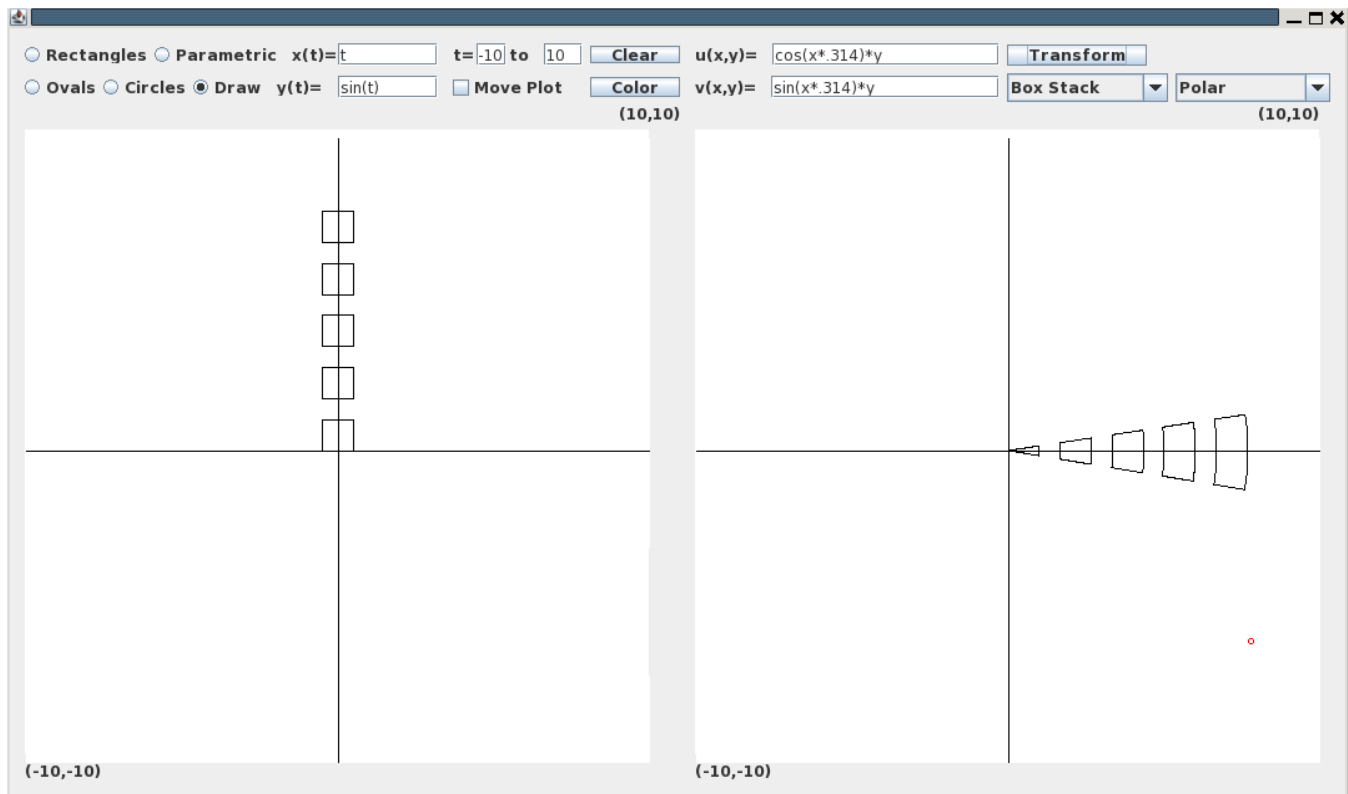 Rectangles Parametric x(t)= t t= -10 to 10 Clear u(x,y)= cos(x*.314)*y Transform
Ovals Circles Draw y(t)= sin(t) Move Plot Color v(x,y)= sin(x*.314)*y Box Stack Polar
(10,10) (10,10)
(-10,-10) (-10,-10)